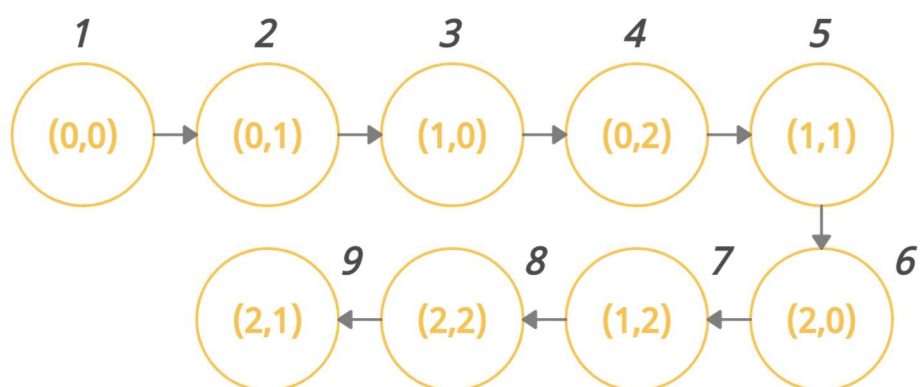 1 2 3 4 5
(0,0) (0,1) (1,0) (0,2) (1,1)
9 8 7 6
(2,1) (2,2) (1,2) (2,0)